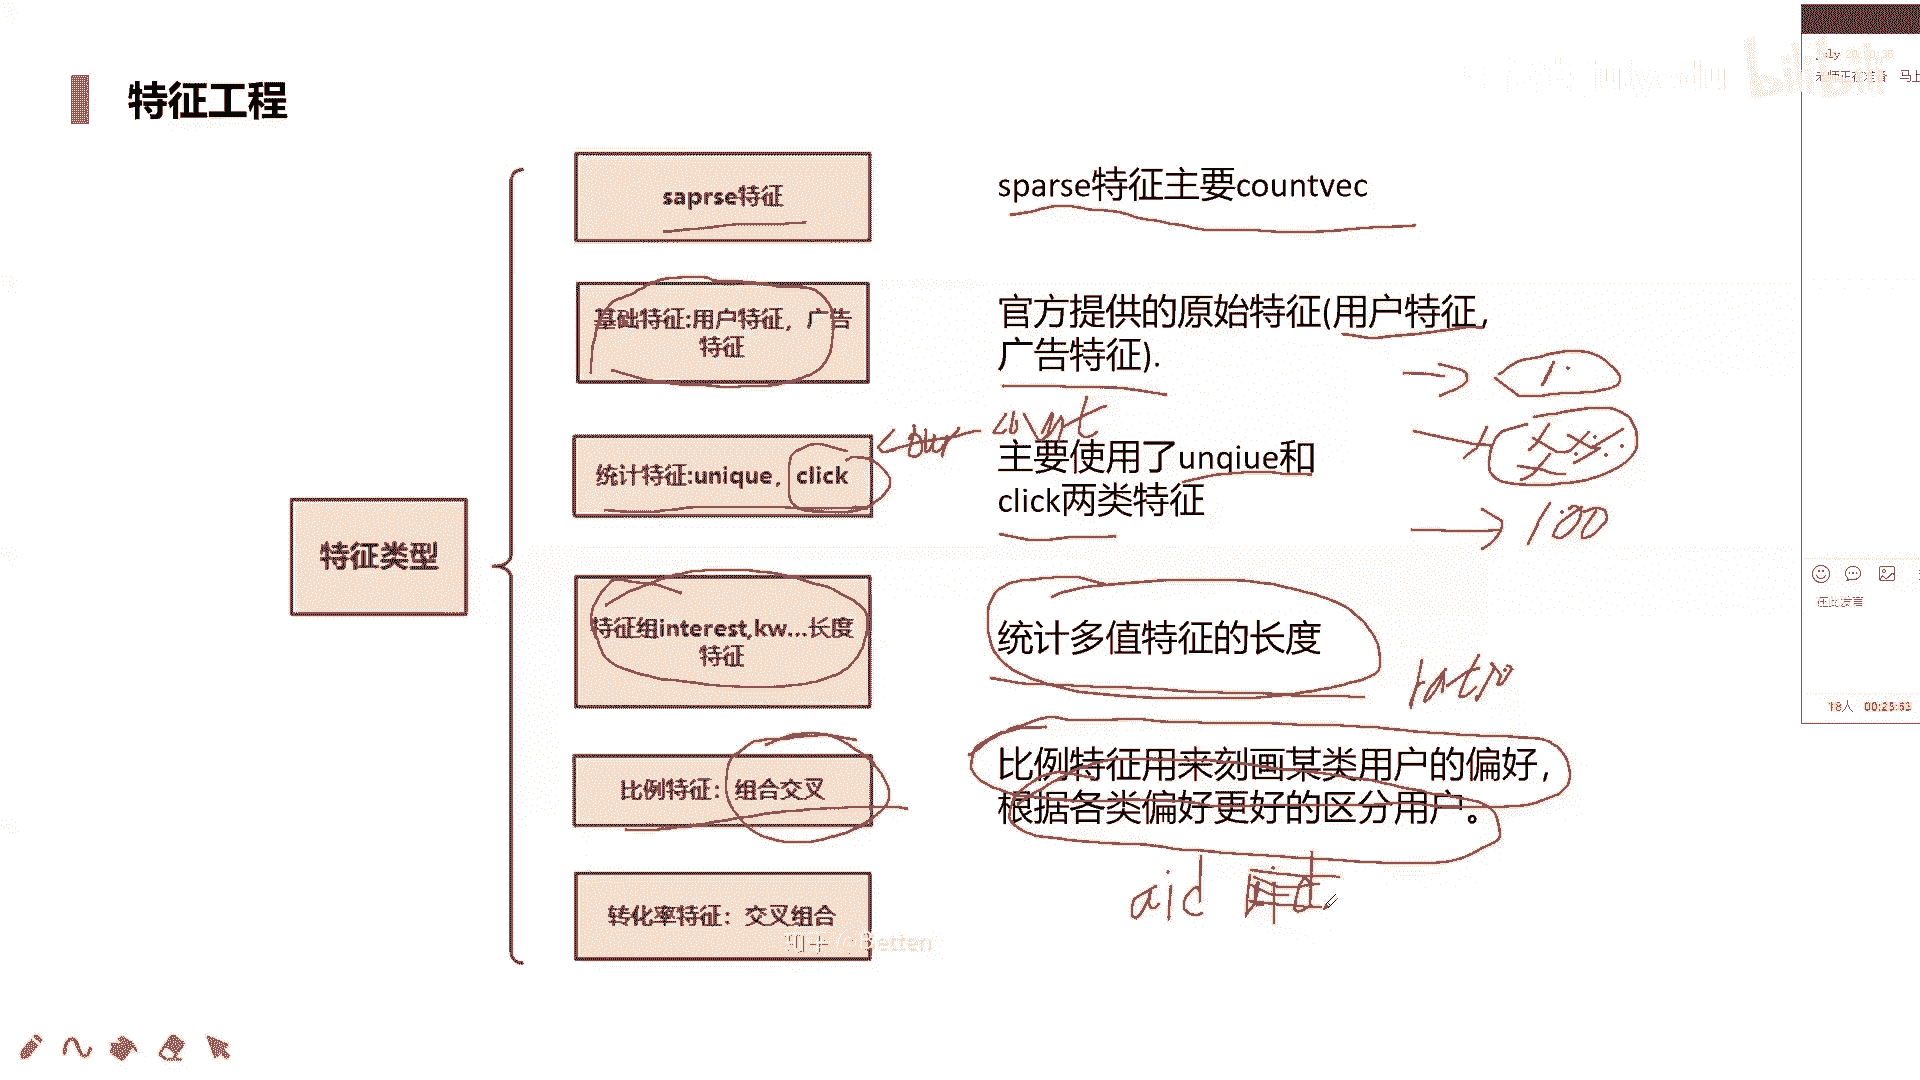 bilibili
特征工程
saprse特征
sparse特征主要countvec
基础特征:用户特征，广告
特征
官方提供的原始特征(用户特征,
广告特征).
count
统计特征:unique，click
主要使用了unqiue和
click两类特征
100
特征类型
特征组interest,kw...长度
特征
统计多值特征的长度
ratio
比例特征：组合交叉
比例特征用来刻画某类用户的偏好，
根据各类偏好更好的区分用户。
aid
转化率特征：交叉组合
知乎 @Betten
在此发言
18人 00:25:53